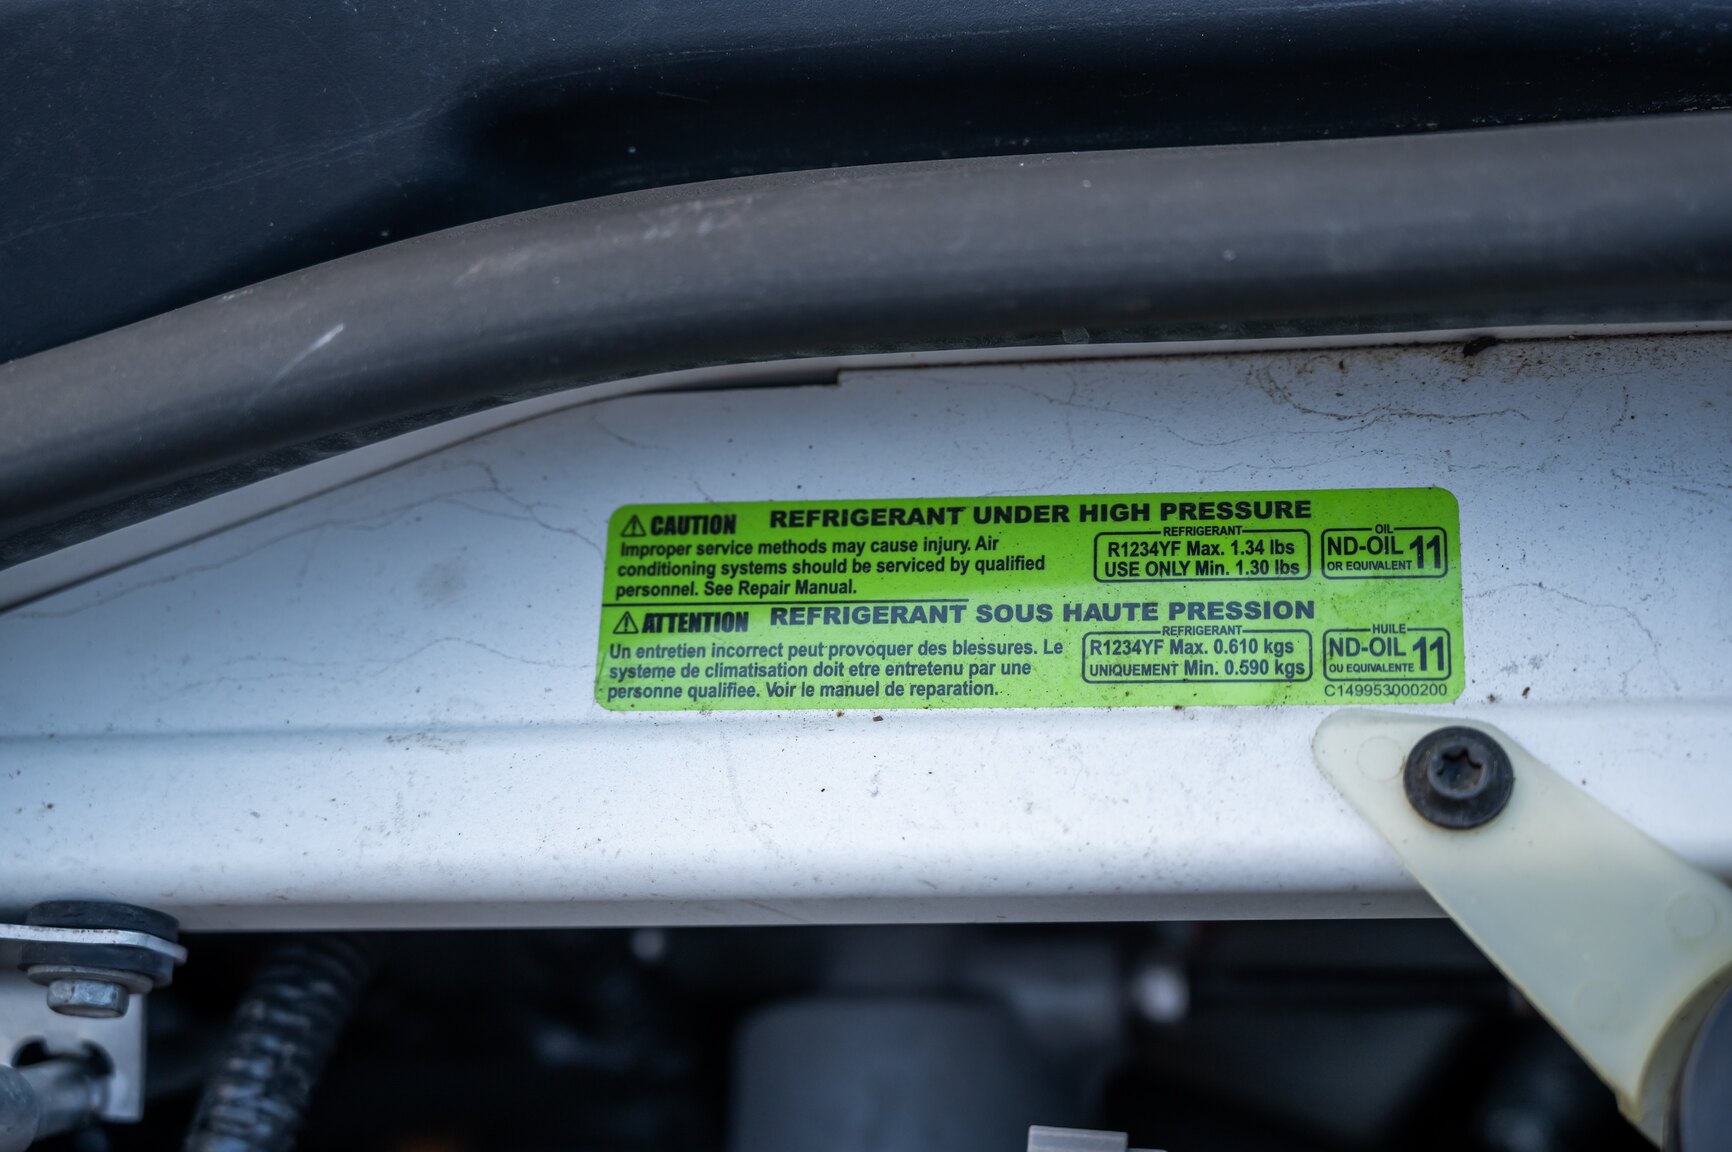 CAUTION REFRIGERANT UNDER HIGH PRESSURE
Improper service methods may cause injury. Air
conditioning systems should be serviced by qualified
personnel. See Repair Manual.
REFRIGERANT
R1234YF Max. 1.34 lbs
USE ONLY Min. 1.30 lbs
OIL
ND-OIL 11
OR EQUIVALENT
ATTENTION REFRIGERANT SOUS HAUTE PRESSION
Un entretien incorrect peut provoquer des blessures. Le
systeme de climatisation doit etre entretenu par une
personne qualifiee. Voir le manuel de reparation.
REFRIGERANT
R1234YF Max. 0.610 kgs
UNIQUEMENT Min. 0.590 kgs
HUILE
ND-OIL 11
OU EQUIVALENTE
C149953000200